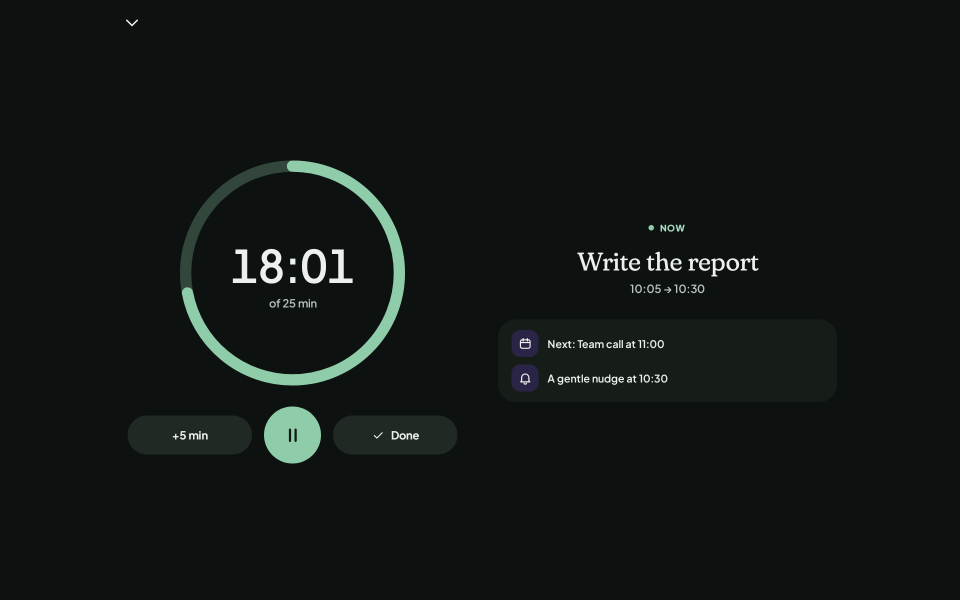 18:01
of 25 min
+5 min
Done
NOW
Write the report
10:05 → 10:30
Next: Team call at 11:00
A gentle nudge at 10:30